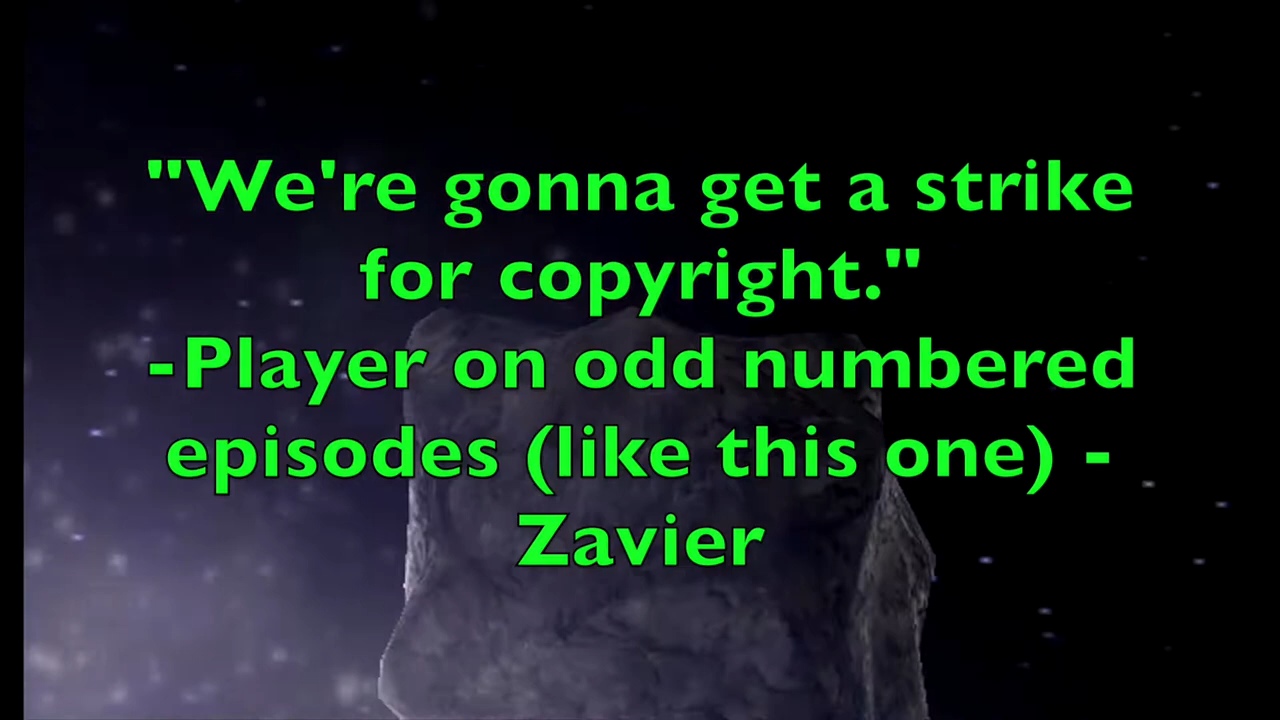 "We're gonna get a strike
for copyright."
-Player on odd numbered
episodes (like this one) -
Zavier